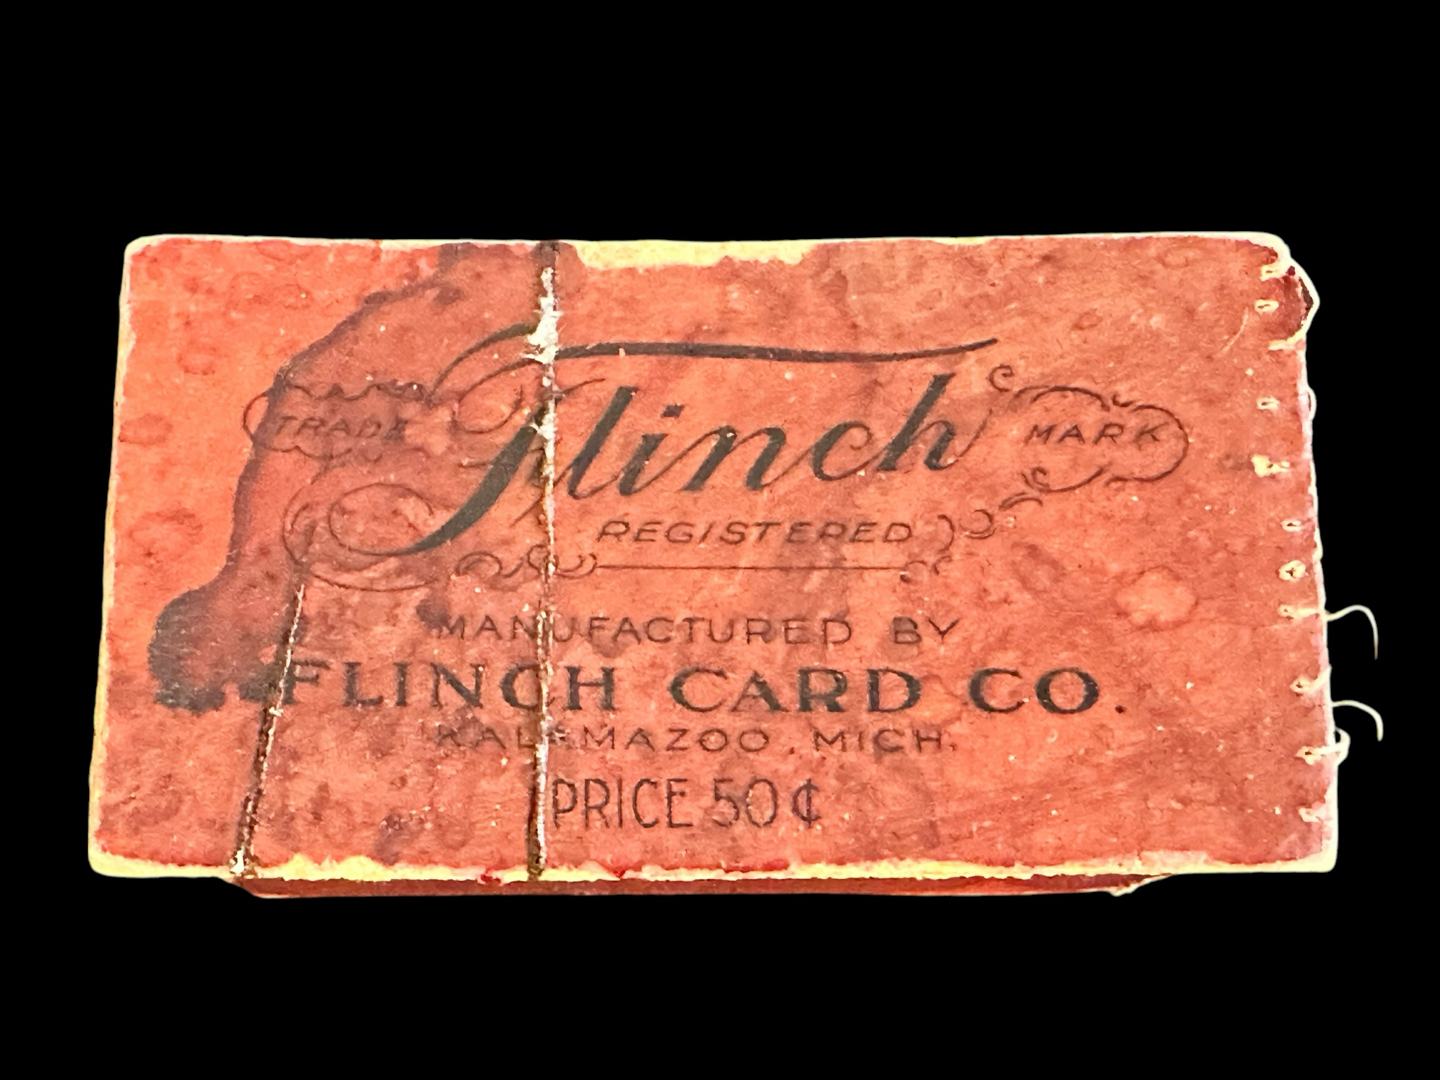 Flinch
TRADE MARK
REGISTERED
MANUFACTURED BY
FLINCH CARD CO.
KALAMAZOO, MICH.
PRICE 50¢